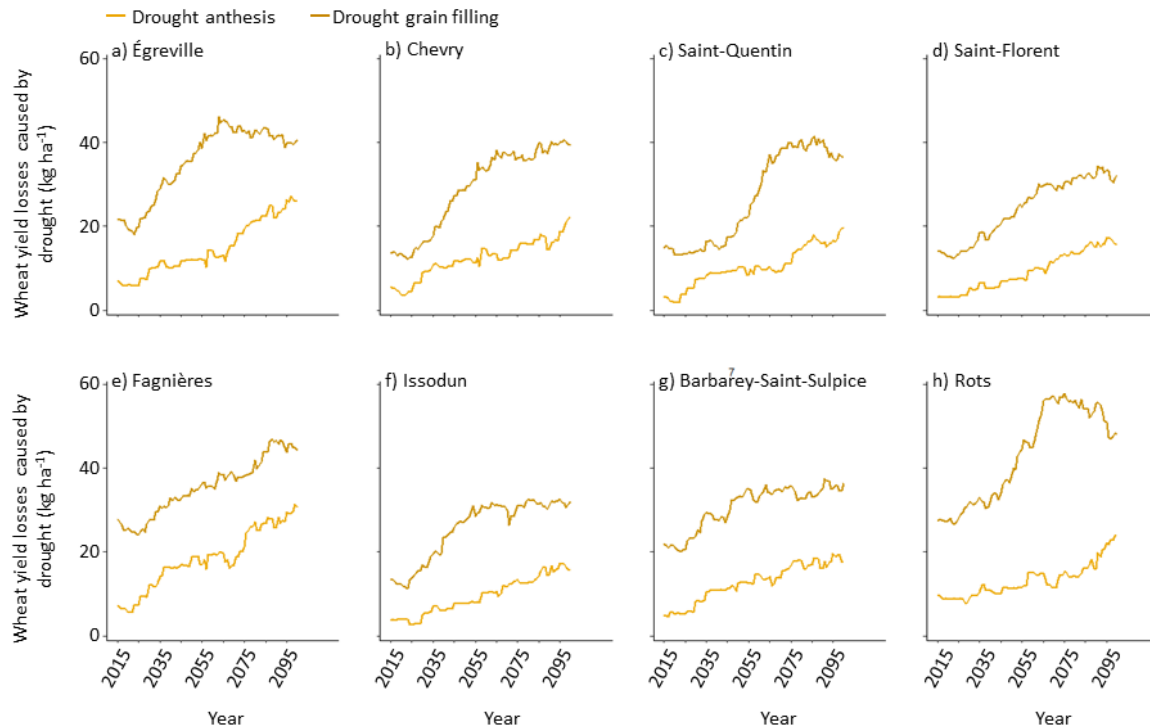 Drought anthesis Drought grain filling
Wheat yield losses caused by
drought (kg ha⁻¹)
60
40
20
0
a) Égreville
b) Chevry
c) Saint-Quentin
d) Saint-Florent
Wheat yield losses caused by
drought (kg ha⁻¹)
60
40
20
0
e) Fagnières
f) Issodun
7
g) Barbarey-Saint-Sulpice
h) Rots
2015 2035 2055 2075 2095
2015 2035 2055 2075 2095
2015 2035 2055 2075 2095
2015 2035 2055 2075 2095
Year Year Year Year